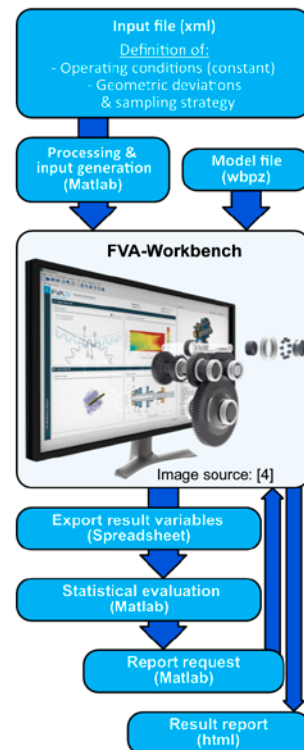 Input file (xml)
Definition of:
- Operating conditions (constant)
- Geometric deviations
& sampling strategy
Processing &
input generation
(Matlab)
Model file
(wbpz)
FVA-Workbench
FVA
Image source: [4]
Export result variables
(Spreadsheet)
Statistical evaluation
(Matlab)
Report request
(Matlab)
Result report
(html)